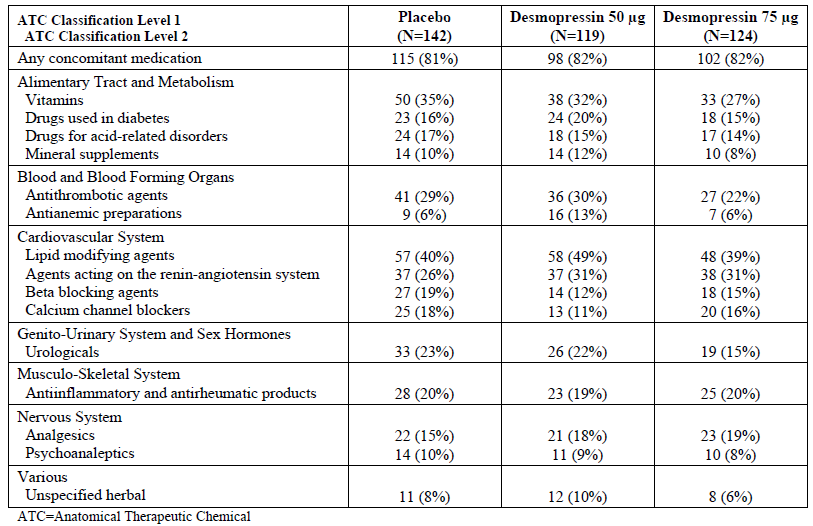 ATC Classification Level 1 Placebo Desmopressin 50 µg Desmopressin 75 µg
ATC Classification Level 2 (N=142) (N=119) (N=124)
Any concomitant medication 115 (81%) 98 (82%) 102 (82%)
Alimentary Tract and Metabolism
Vitamins 50 (35%) 38 (32%) 33 (27%)
Drugs used in diabetes 23 (16%) 24 (20%) 18 (15%)
Drugs for acid-related disorders 24 (17%) 18 (15%) 17 (14%)
Mineral supplements 14 (10%) 14 (12%) 10 (8%)
Blood and Blood Forming Organs
Antithrombotic agents 41 (29%) 36 (30%) 27 (22%)
Antianemic preparations 9 (6%) 16 (13%) 7 (6%)
Cardiovascular System
Lipid modifying agents 57 (40%) 58 (49%) 48 (39%)
Agents acting on the renin-angiotensin system 37 (26%) 37 (31%) 38 (31%)
Beta blocking agents 27 (19%) 14 (12%) 18 (15%)
Calcium channel blockers 25 (18%) 13 (11%) 20 (16%)
Genito-Urinary System and Sex Hormones
Urologicals 33 (23%) 26 (22%) 19 (15%)
Musculo-Skeletal System
Antiinflammatory and antirheumatic products 28 (20%) 23 (19%) 25 (20%)
Nervous System
Analgesics 22 (15%) 21 (18%) 23 (19%)
Psychoanaleptics 14 (10%) 11 (9%) 10 (8%)
Various
Unspecified herbal 11 (8%) 12 (10%) 8 (6%)
ATC=Anatomical Therapeutic Chemical